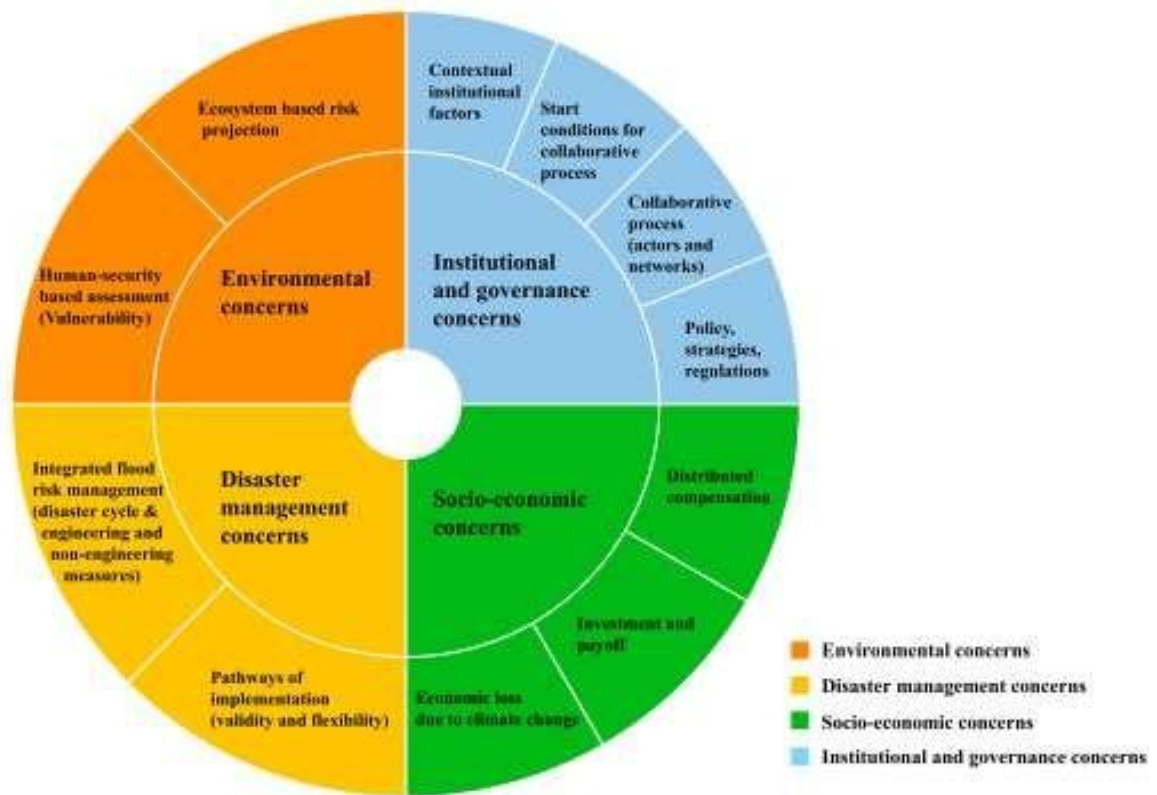 Ecosystem based risk
projection
Human-security
based assessment
(Vulnerability)
Environmental
concerns
Contextual
institutional
factors
Start
conditions for
collaborative
process
Collaborative
process
(actors and
networks)
Policy,
strategies,
regulations
Institutional
and governance
concerns
Integrated flood
risk management
(disaster cycle &
engineering and
non-engineering
measures)
Pathways of
implementation
(validity and flexibility)
Disaster
management
concerns
Socio-economic
concerns
Distributed
compensation
Investment and
payoff
Economic loss
due to climate change
Environmental concerns
Disaster management concerns
Socio-economic concerns
Institutional and governance concerns